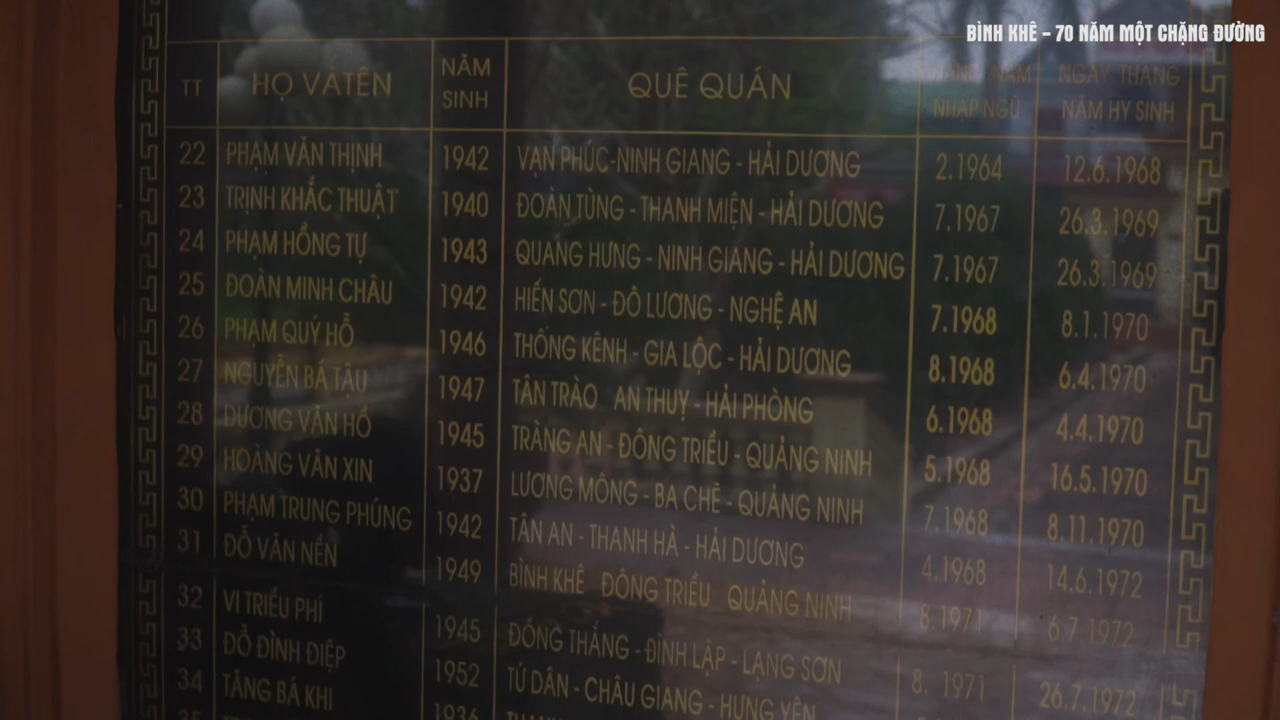 BÌNH KHÊ – 70 NĂM MỘT CHẶNG ĐƯỜNG
TT HỌ VÀ TÊN NĂM SINH QUÊ QUÁN THÁNG NĂM NHẬP NGŨ NGÀY THÁNG NĂM HY SINH
22 PHẠM VĂN THỊNH 1942 VẠN PHÚC-NINH GIANG - HẢI DƯƠNG 2.1964 12.6.1968
23 TRỊNH KHẮC THUẬT 1940 ĐOÀN TÙNG - THANH MIỆN - HẢI DƯƠNG 7.1967 26.3.1969
24 PHẠM HỒNG TỰ 1943 QUANG HƯNG - NINH GIANG - HẢI DƯƠNG 7.1967 26.3.1969
25 ĐOÀN MINH CHÂU 1942 HIẾN SƠN - ĐÔ LƯƠNG - NGHỆ AN 7.1968 8.1.1970
26 PHẠM QUÝ HỖ 1946 THỐNG KÊNH - GIA LỘC - HẢI DƯƠNG 8.1968 6.4.1970
27 NGUYỄN BÁ TẬU 1947 TÂN TRÀO AN THUỴ - HẢI PHÒNG 6.1968 4.4.1970
28 DƯƠNG VĂN HỒ 1945 TRÀNG AN - ĐÔNG TRIỀU - QUẢNG NINH 5.1968 16.5.1970
29 HOÀNG VĂN XIN 1937 LƯƠNG MÔNG - BA CHẼ - QUẢNG NINH 7.1968 8.11.1970
30 PHẠM TRUNG PHÚNG 1942 TÂN AN - THANH HÀ - HẢI DƯƠNG 4.1968 14.6.1972
31 ĐỖ VĂN NỀN 1949 BÌNH KHÊ ĐÔNG TRIỀU QUẢNG NINH 8.1971 6.7.1972
32 VI TRIỀU PHÍ 1945 ĐỒNG THẮNG - ĐÌNH LẬP - LẠNG SƠN 8. 1971 26.7.1972
33 ĐỖ ĐÌNH ĐIỆP 1952 TỨ DÂN - CHÂU GIANG - HƯNG YÊN
34 TĂNG BÁ KHI 1936